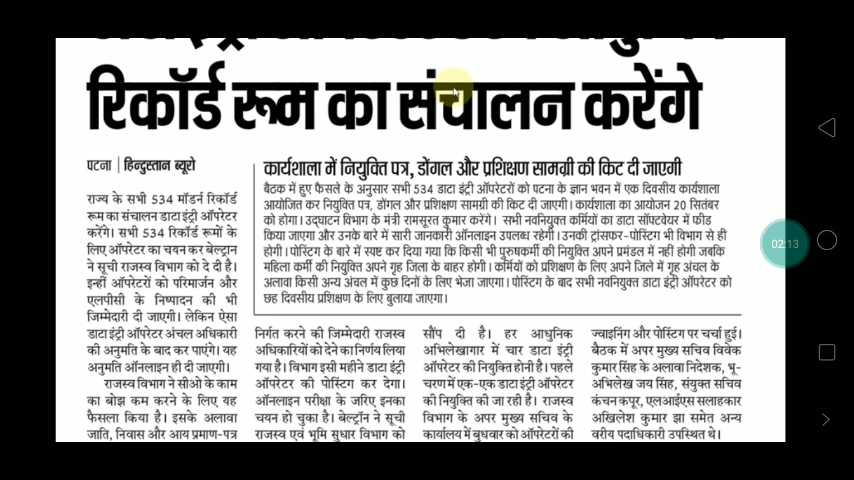 रिकॉर्ड रूम का संचालन करेंगे
पटना | हिन्दुस्तान ब्यूरो
राज्य के सभी 534 मॉडर्न रिकॉर्ड
रूम का संचालन डाटा इंट्री ऑपरेटर
करेंगे। सभी 534 रिकॉर्ड रूमों के
लिए ऑपरेटर का चयन कर बेल्ट्रान
ने सूची राजस्व विभाग को दे दी है।
इन्हीं ऑपरेटरों को परिमार्जन और
एलपीसी के निष्पादन की भी
जिम्मेदारी दी जाएगी। लेकिन ऐसा
डाटा इंट्री ऑपरेटर अंचल अधिकारी
की अनुमति के बाद कर पाएंगे। यह
अनुमति ऑनलाइन ही दी जाएगी।
राजस्व विभाग ने सीओ के काम
का बोझ कम करने के लिए यह
फैसला किया है। इसके अलावा
जाति, निवास और आय प्रमाण-पत्र
कार्यशाला में नियुक्ति पत्र, डोंगल और प्रशिक्षण सामग्री की किट दी जाएगी
बैठक में हुए फैसले के अनुसार सभी 534 डाटा इंट्री ऑपरेटरों को पटना के ज्ञान भवन में एक दिवसीय कार्यशाला
आयोजित कर नियुक्ति पत्र, डोंगल और प्रशिक्षण सामग्री की किट दी जाएगी। कार्यशाला का आयोजन 20 सितंबर
को होगा। उद्घाटन विभाग के मंत्री रामसूरत कुमार करेंगे। सभी नवनियुक्त कर्मियों का डाटा सॉफ्टवेयर में फीड
किया जाएगा और उनके बारे में सारी जानकारी ऑनलाइन उपलब्ध रहेगी। उनकी ट्रांसफर-पोस्टिंग भी विभाग से ही
होगी। पोस्टिंग के बारे में स्पष्ट कर दिया गया कि किसी भी पुरुषकर्मी की नियुक्ति अपने प्रमंडल में नहीं होगी जबकि
महिला कर्मी की नियुक्ति अपने गृह जिला के बाहर होगी। कर्मियों को प्रशिक्षण के लिए अपने जिले में गृह अंचल के
अलावा किसी अन्य अंचल में कुछ दिनों के लिए भेजा जाएगा। पोस्टिंग के बाद सभी नवनियुक्त डाटा इंट्री ऑपरेटर को
छह दिवसीय प्रशिक्षण के लिए बुलाया जाएगा।
निर्गत करने की जिम्मेदारी राजस्व
अधिकारियों को देने का निर्णय लिया
गया है। विभाग इसी महीने डाटा इंट्री
ऑपरेटर की पोस्टिंग कर देगा।
ऑनलाइन परीक्षा के जरिए इनका
चयन हो चुका है। बेल्ट्रॉन ने सूची
राजस्व एवं भूमि सुधार विभाग को
सौंप दी है। हर आधुनिक
अभिलेखागार में चार डाटा इंट्री
ऑपरेटर की नियुक्ति होनी है। पहले
चरण में एक-एक डाटा इंट्री ऑपरेटर
की नियुक्ति की जा रही है। राजस्व
विभाग के अपर मुख्य सचिव के
कार्यालय में बुधवार को ऑपरेटरों की
ज्वाइनिंग और पोस्टिंग पर चर्चा हुई।
बैठक में अपर मुख्य सचिव विवेक
कुमार सिंह के अलावा निदेशक, भू-
अभिलेख जय सिंह, संयुक्त सचिव
कंचन कपूर, एलआईएस सलाहकार
अखिलेश कुमार झा समेत अन्य
वरीय पदाधिकारी उपस्थित थे।
02:13